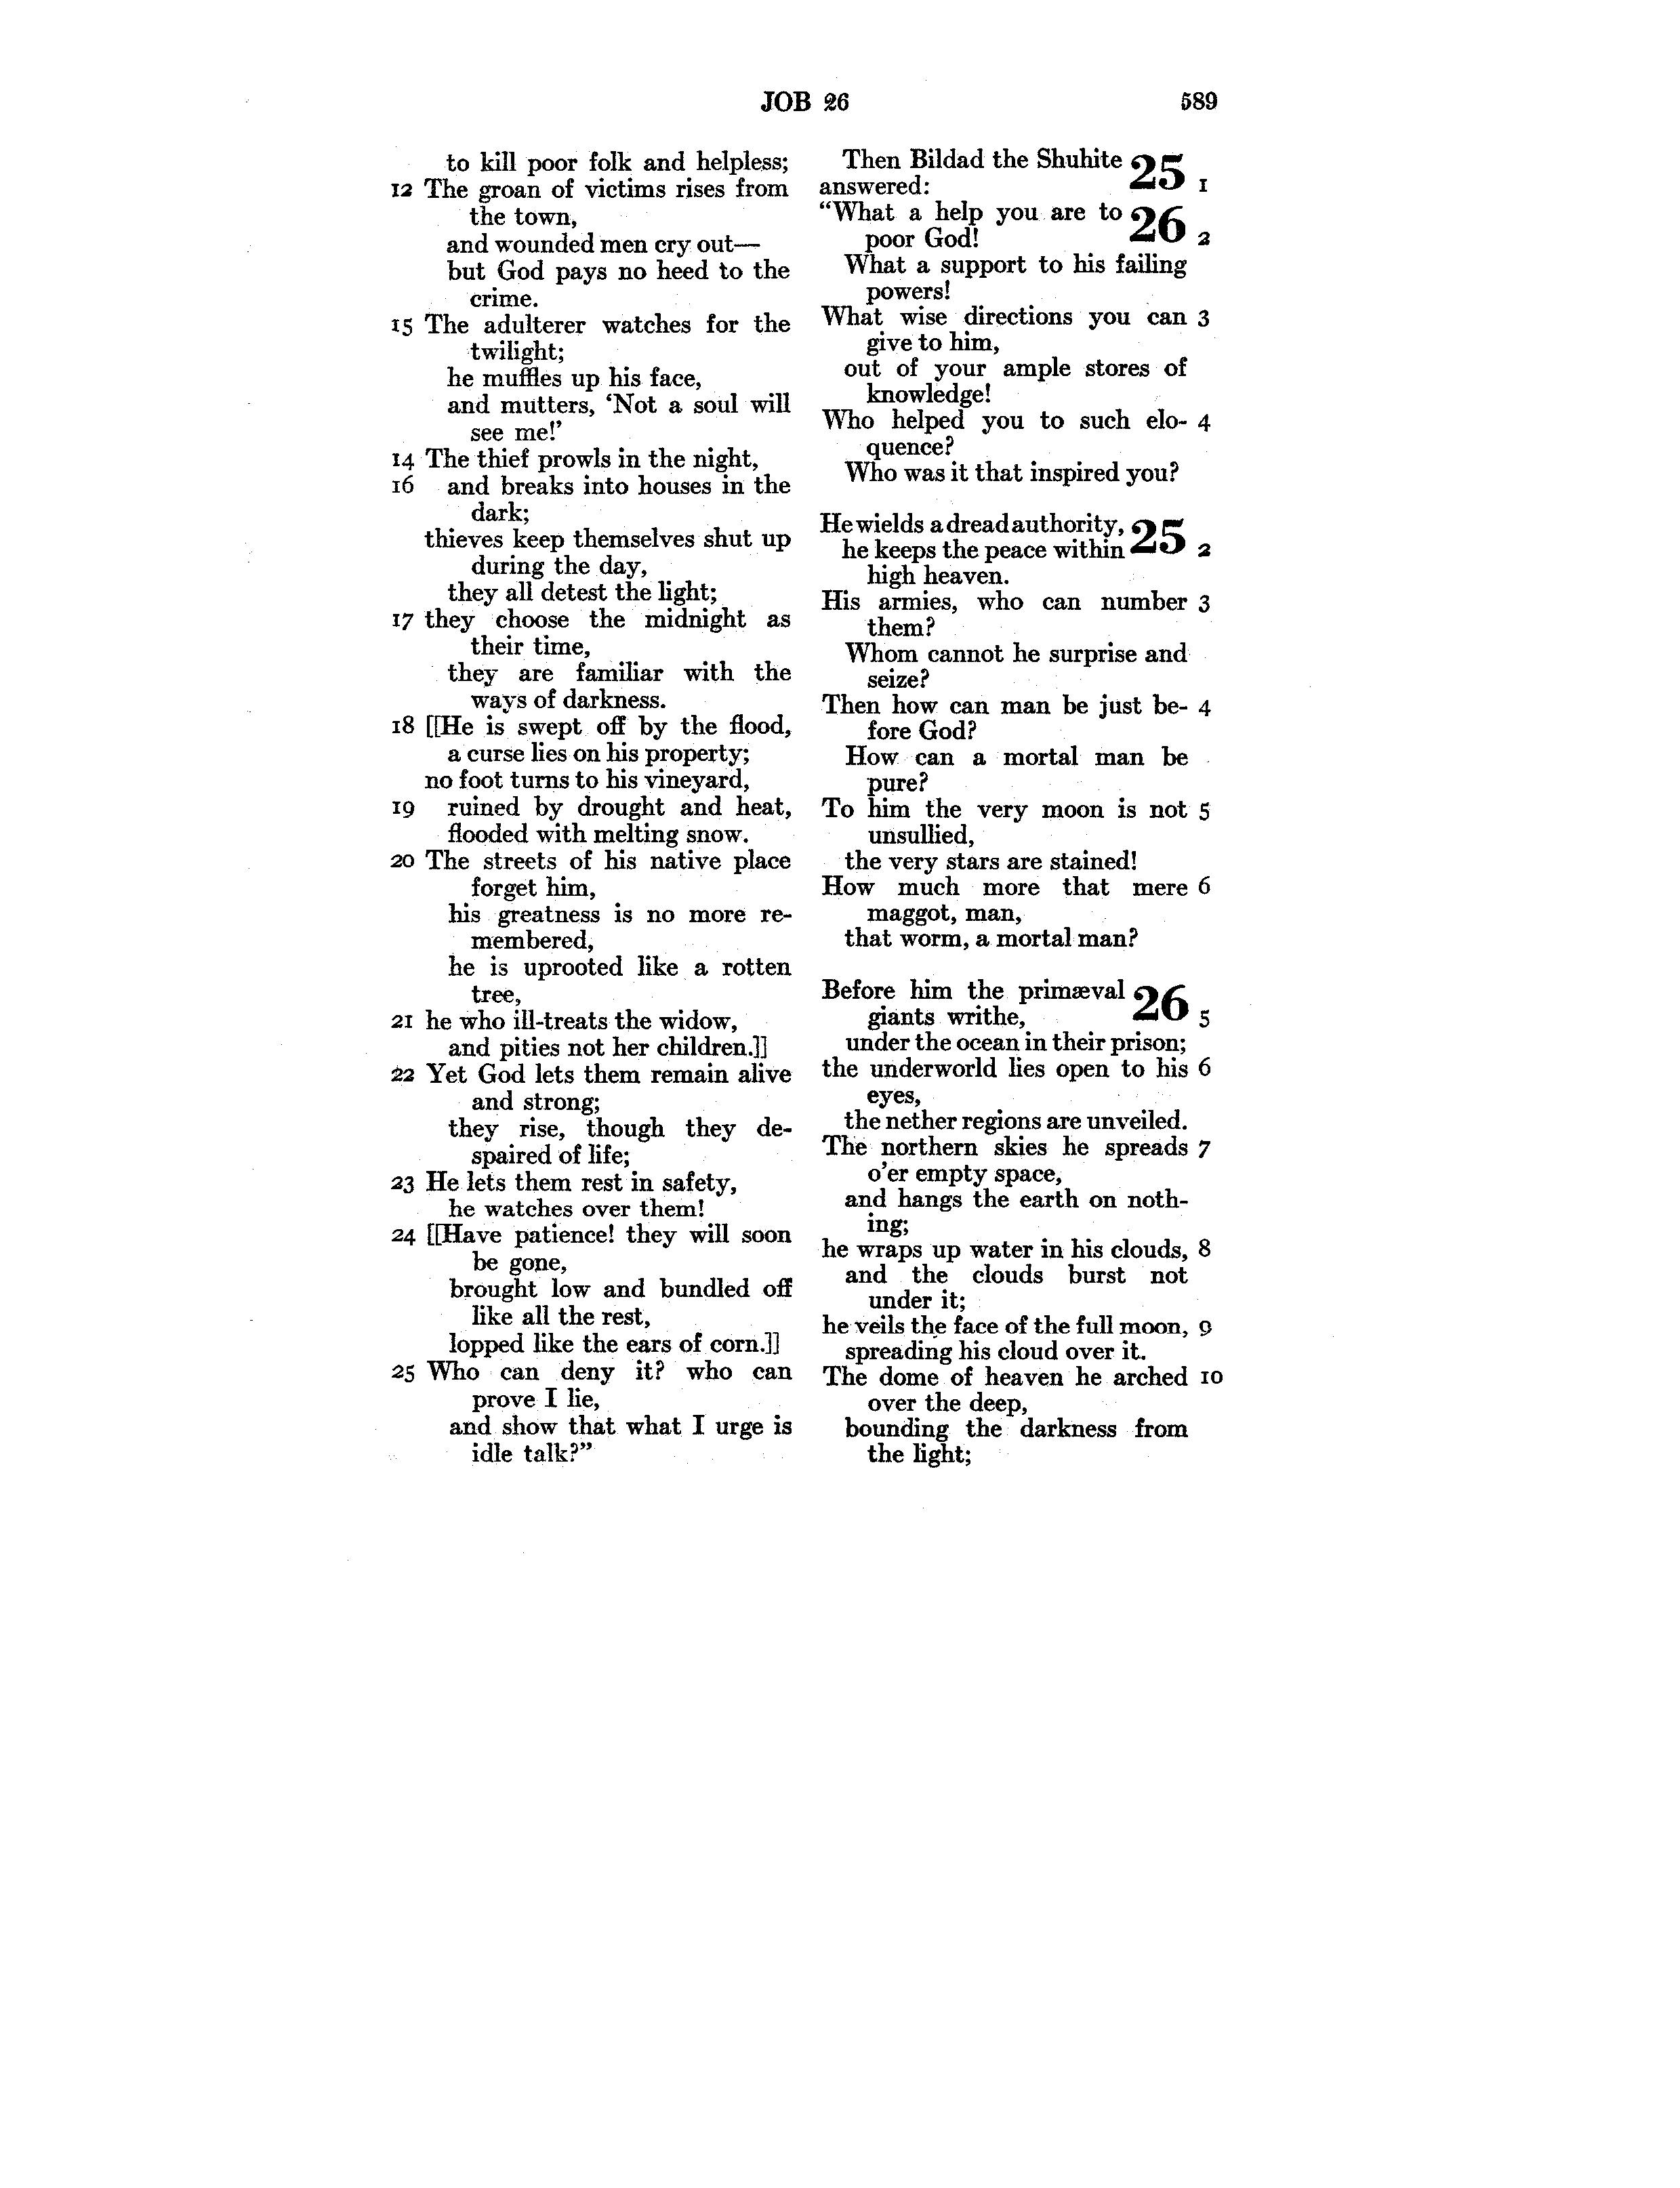 JOB 26 589
to kill poor folk and helpless;
12 The groan of victims rises from
the town,
and wounded men cry out—
but God pays no heed to the
crime.
15 The adulterer watches for the
twilight;
he muffles up his face,
and mutters, ‘Not a soul will
see me!’
14 The thief prowls in the night,
16 and breaks into houses in the
dark;
thieves keep themselves shut up
during the day,
they all detest the light;
17 they choose the midnight as
their time,
they are familiar with the
ways of darkness.
18 [[He is swept off by the flood,
a curse lies on his property;
no foot turns to his vineyard,
19 ruined by drought and heat,
flooded with melting snow.
20 The streets of his native place
forget him,
his greatness is no more re-
membered,
he is uprooted like a rotten
tree,
21 he who ill-treats the widow,
and pities not her children.]]
22 Yet God lets them remain alive
and strong;
they rise, though they de-
spaired of life;
23 He lets them rest in safety,
he watches over them!
24 [[Have patience! they will soon
be gone,
brought low and bundled off
like all the rest,
lopped like the ears of corn.]]
25 Who can deny it? who can
prove I lie,
and show that what I urge is
idle talk?”
Then Bildad the Shuhite 25
answered: 1
“What a help you are to 26
poor God! 2
What a support to his failing
powers!
What wise directions you can 3
give to him,
out of your ample stores of
knowledge!
Who helped you to such elo- 4
quence?
Who was it that inspired you?
He wields a dread authority, 25
he keeps the peace within 2
high heaven.
His armies, who can number 3
them?
Whom cannot he surprise and
seize?
Then how can man be just be- 4
fore God?
How can a mortal man be
pure?
To him the very moon is not 5
unsullied,
the very stars are stained!
How much more that mere 6
maggot, man,
that worm, a mortal man?
Before him the primæval 26
giants writhe, 5
under the ocean in their prison;
the underworld lies open to his 6
eyes,
the nether regions are unveiled.
The northern skies he spreads 7
o’er empty space,
and hangs the earth on noth-
ing;
he wraps up water in his clouds, 8
and the clouds burst not
under it;
he veils the face of the full moon, 9
spreading his cloud over it.
The dome of heaven he arched 10
over the deep,
bounding the darkness from
the light;